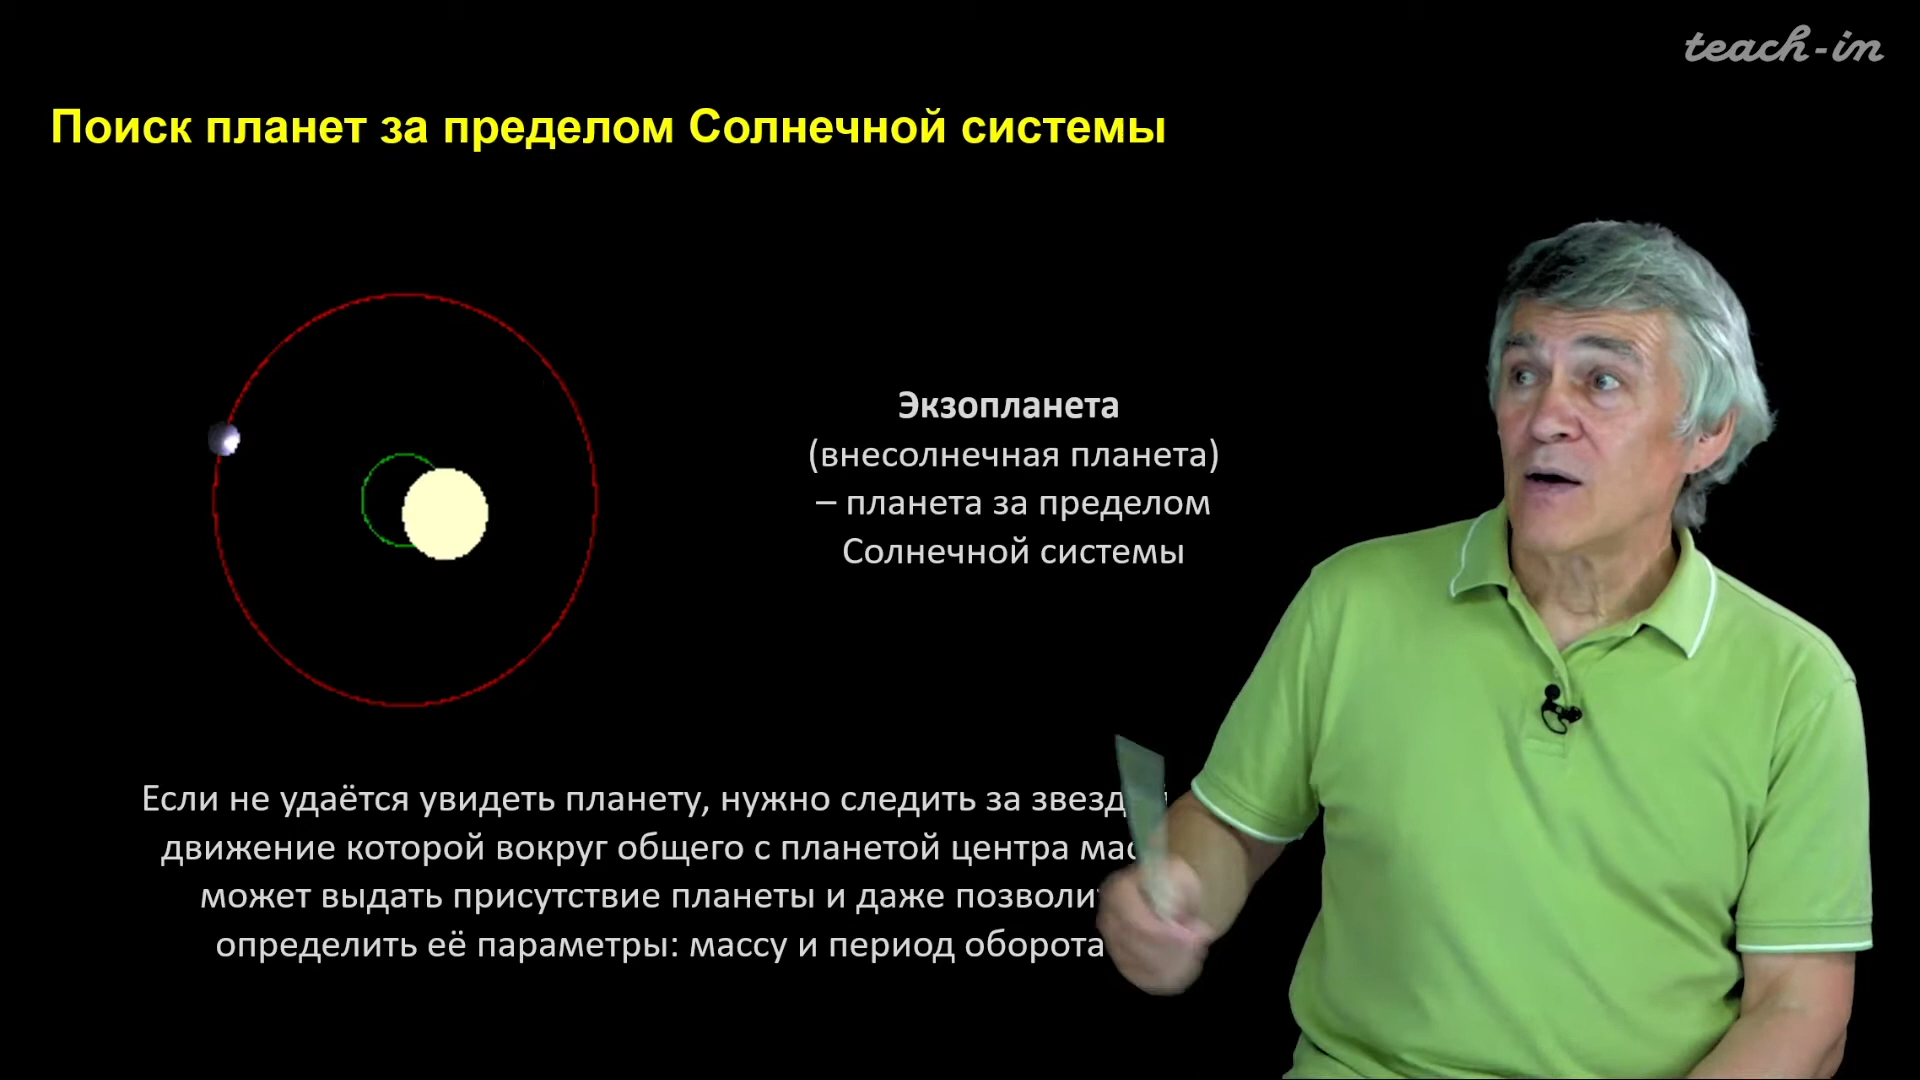 teach-in
Поиск планет за пределом Солнечной системы
Экзопланета
(внесолнечная планета)
– планета за пределом
Солнечной системы
Если не удаётся увидеть планету, нужно следить за
движение которой вокруг общего с планетой центра
может выдать присутствие планеты и даже
определить её параметры: массу и период оборота